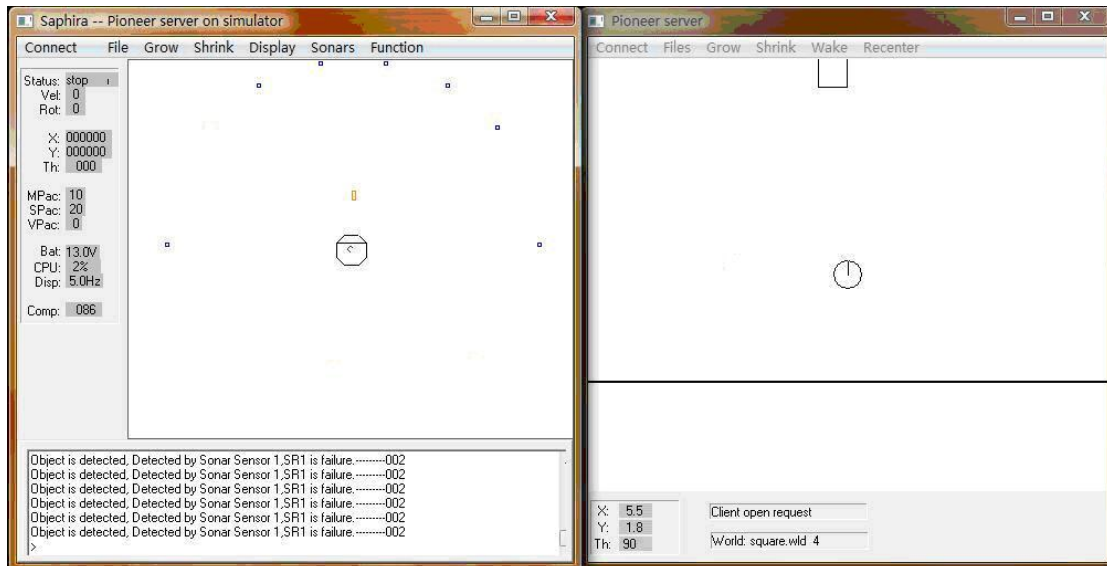 Saphira -- Pioneer server on simulator
Connect File Grow Shrink Display Sonars Function
Status: stop
Vel: 0
Rot: 0
X: 000000
Y: 000000
Th: 000
MPac: 10
SPac: 20
VPac: 0
Bat: 13.0V
CPU: 2%
Disp: 5.0Hz
Comp: 086
Object is detected, Detected by Sonar Sensor 1,SR1 is failure.---------002
Object is detected, Detected by Sonar Sensor 1,SR1 is failure.---------002
Object is detected, Detected by Sonar Sensor 1,SR1 is failure.---------002
Object is detected, Detected by Sonar Sensor 1,SR1 is failure.---------002
Object is detected, Detected by Sonar Sensor 1,SR1 is failure.---------002
Object is detected, Detected by Sonar Sensor 1,SR1 is failure.---------002
>
Pioneer server
Connect Files Grow Shrink Wake Recenter
X: 5.5
Y: 1.8
Th: 90
Client open request
World: square.wld 4